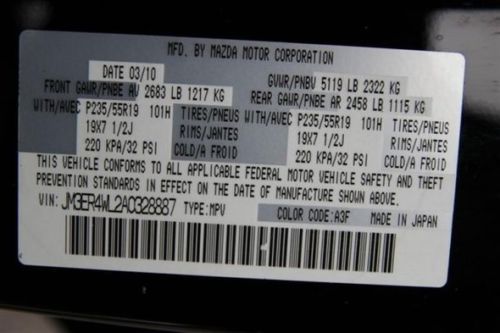 MFD. BY MAZDA MOTOR CORPORATION
DATE 03/10 GVWR/PNBV 5119 LB 2322 KG
FRONT GAWR/PNBE AV 2683 LB 1217 KG REAR GAWR/PNBE AR 2458 LB 1115 KG
WITH/AVEC P235/55R19 101H TIRES/PNEUS WITH/AVEC P235/55R19 101H TIRES/PNEUS
19X7 1/2J RIMS/JANTES 19X7 1/2J RIMS/JANTES
220 KPA/32 PSI COLD/A FROID 220 KPA/32 PSI COLD/A FROID
THIS VEHICLE CONFORMS TO ALL APPLICABLE FEDERAL MOTOR VEHICLE SAFETY AND THEFT
PREVENTION STANDARDS IN EFFECT ON THE DATE OF MANUFACTURE SHOWN ABOVE.
VIN: JM3ER4WL2A0328887 TYPE: MPV COLOR CODE:A3F MADE IN JAPAN